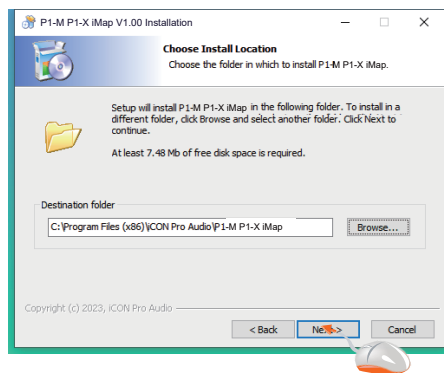 P1-M P1-X iMap V1.00 Installation
Choose Install Location
Choose the folder in which to install P1-M P1-X iMap.
Setup will install P1-M P1-X iMap in the following folder. To install in a
different folder, click Browse and select another folder. Click Next to
continue.
At least 7.48 Mb of free disk space is required.
Destination folder
C:\Program Files (x86)\iCON Pro Audio\P1-M P1-X iMap
Browse...
Copyright (c) 2023, iCON Pro Audio
< Back
Next >
Cancel